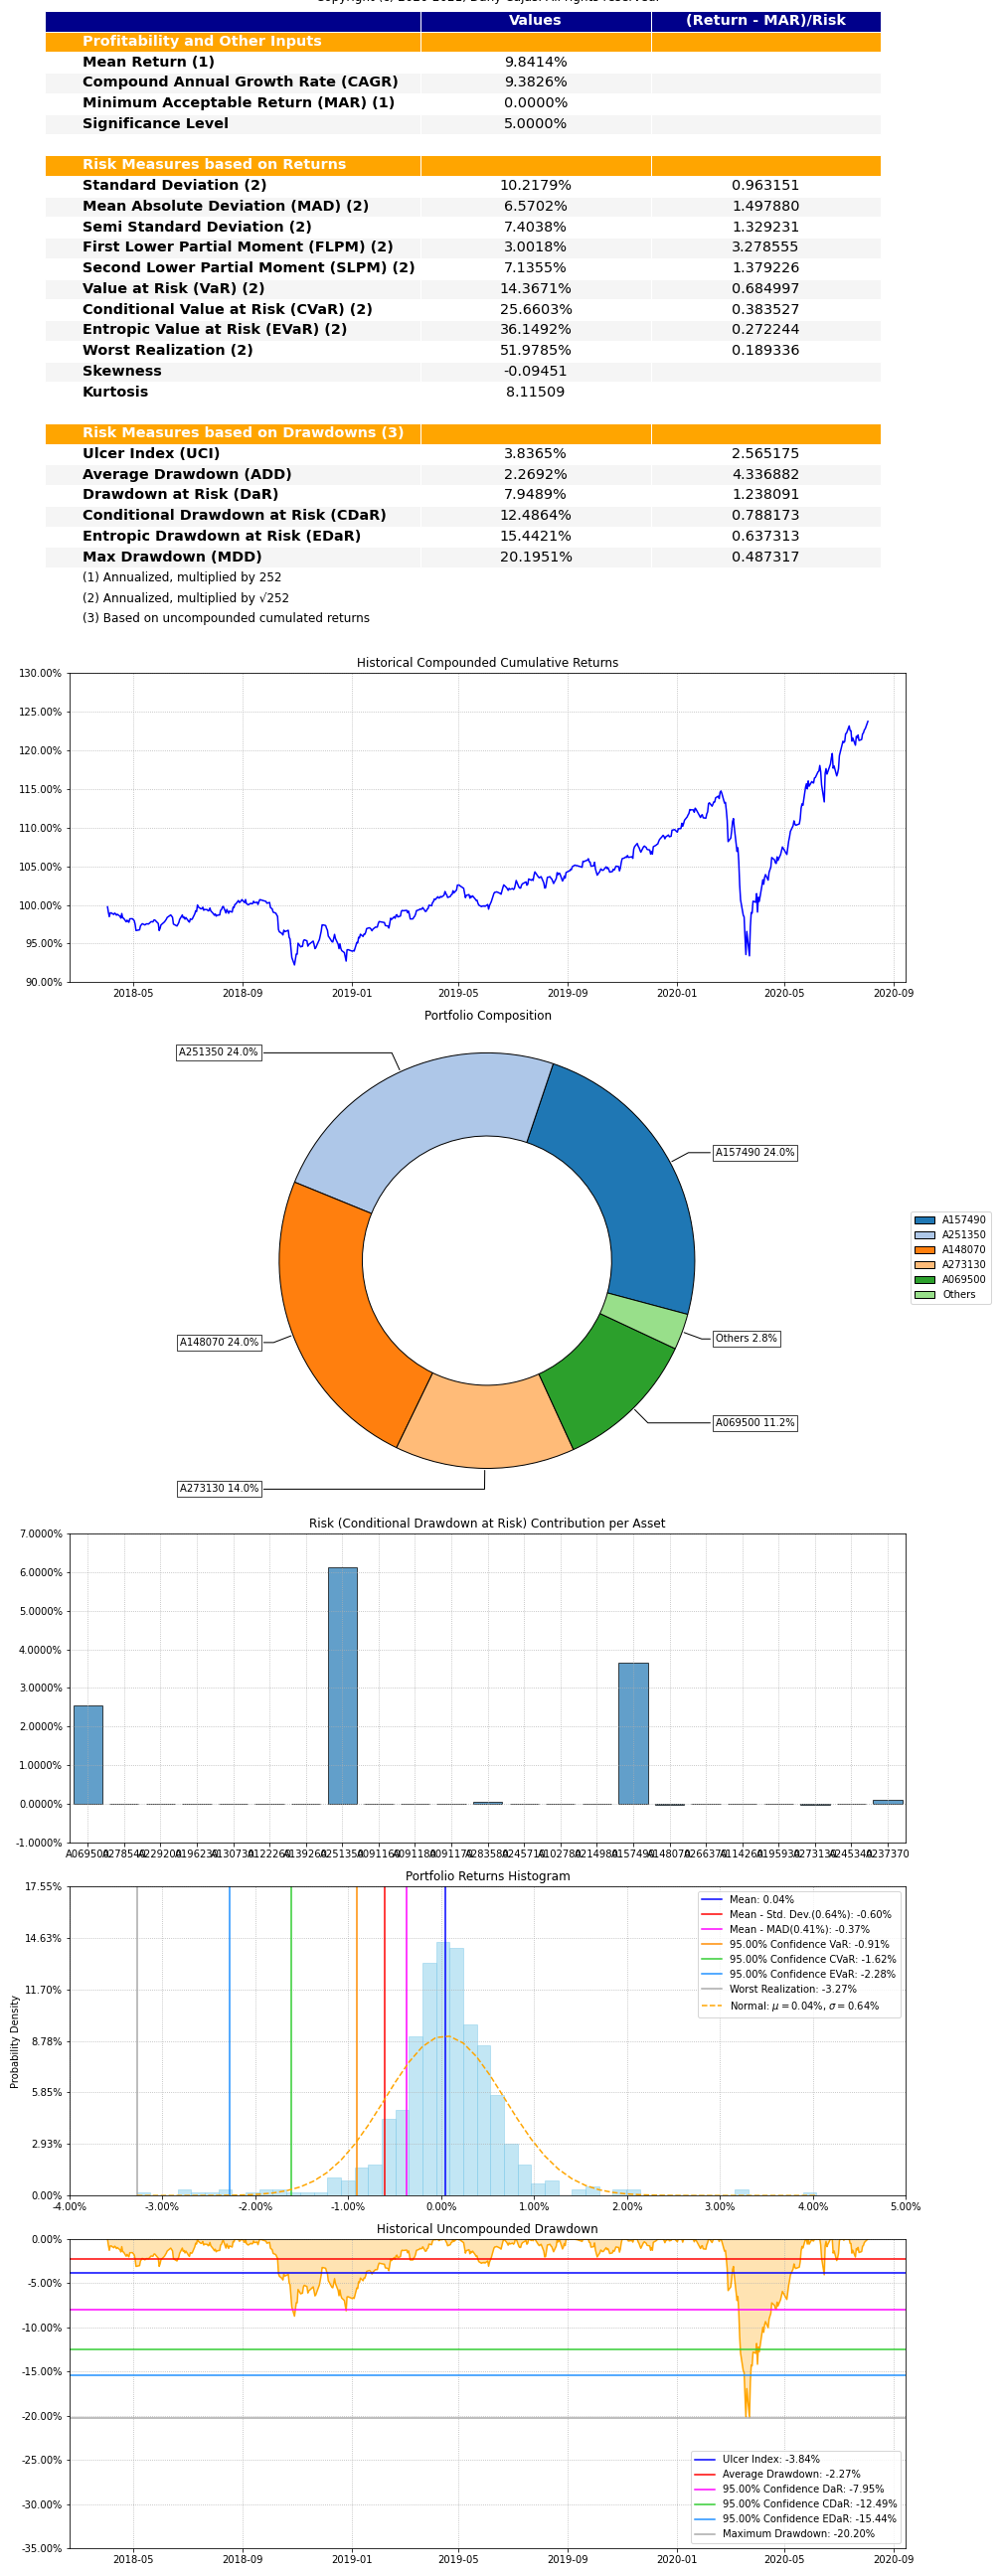 Copyright (c) 2020-2021, Dany Cajas. All rights reserved.
Values (Return - MAR)/Risk
Profitability and Other Inputs
Mean Return (1) 9.8414%
Compound Annual Growth Rate (CAGR) 9.3826%
Minimum Acceptable Return (MAR) (1) 0.0000%
Significance Level 5.0000%
Risk Measures based on Returns
Standard Deviation (2) 10.2179% 0.963151
Mean Absolute Deviation (MAD) (2) 6.5702% 1.497880
Semi Standard Deviation (2) 7.4038% 1.329231
First Lower Partial Moment (FLPM) (2) 3.0018% 3.278555
Second Lower Partial Moment (SLPM) (2) 7.1355% 1.379226
Value at Risk (VaR) (2) 14.3671% 0.684997
Conditional Value at Risk (CVaR) (2) 25.6603% 0.383527
Entropic Value at Risk (EVaR) (2) 36.1492% 0.272244
Worst Realization (2) 51.9785% 0.189336
Skewness -0.09451
Kurtosis 8.11509
Risk Measures based on Drawdowns (3)
Ulcer Index (UCI) 3.8365% 2.565175
Average Drawdown (ADD) 2.2692% 4.336882
Drawdown at Risk (DaR) 7.9489% 1.238091
Conditional Drawdown at Risk (CDaR) 12.4864% 0.788173
Entropic Drawdown at Risk (EDaR) 15.4421% 0.637313
Max Drawdown (MDD) 20.1951% 0.487317
(1) Annualized, multiplied by 252
(2) Annualized, multiplied by √252
(3) Based on uncompounded cumulated returns
Historical Compounded Cumulative Returns
130.00%
125.00%
120.00%
115.00%
110.00%
105.00%
100.00%
95.00%
90.00%
2018-05 2018-09 2019-01 2019-05 2019-09 2020-01 2020-05 2020-09
Portfolio Composition
A251350 24.0%
A157490 24.0%
A148070 24.0%
Others 2.8%
A069500 11.2%
A273130 14.0%
A157490
A251350
A148070
A273130
A069500
Others
Risk (Conditional Drawdown at Risk) Contribution per Asset
7.0000%
6.0000%
5.0000%
4.0000%
3.0000%
2.0000%
1.0000%
0.0000%
-1.0000%
Portfolio Returns Histogram
Probability Density
17.55%
14.63%
11.70%
8.78%
5.85%
2.93%
0.00%
-4.00% -3.00% -2.00% -1.00% 0.00% 1.00% 2.00% 3.00% 4.00% 5.00%
Mean: 0.04%
Mean - Std. Dev.(0.64%): -0.60%
Mean - MAD(0.41%): -0.37%
95.00% Confidence VaR: -0.91%
95.00% Confidence CVaR: -1.62%
95.00% Confidence EVaR: -2.28%
Worst Realization: -3.27%
Normal: μ = 0.04%, σ = 0.64%
Historical Uncompounded Drawdown
0.00%
-5.00%
-10.00%
-15.00%
-20.00%
-25.00%
-30.00%
-35.00%
Ulcer Index: -3.84%
Average Drawdown: -2.27%
95.00% Confidence DaR: -7.95%
95.00% Confidence CDaR: -12.49%
95.00% Confidence EDaR: -15.44%
Maximum Drawdown: -20.20%
2018-05 2018-09 2019-01 2019-05 2019-09 2020-01 2020-05 2020-09